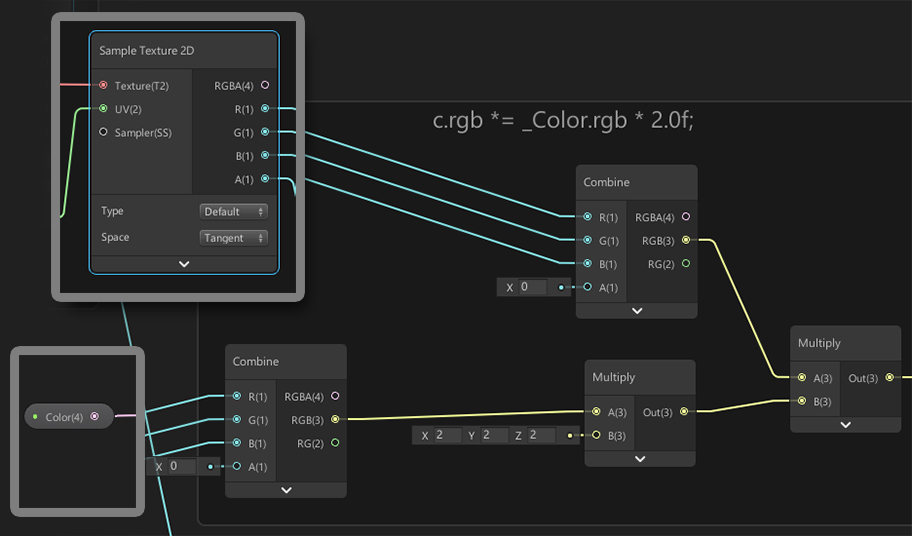 Sample Texture 2D
Texture(T2) RGBA(4)
UV(2) R(1)
Sampler(SS) G(1)
B(1)
A(1)
Type Default
Space Tangent
c.rgb *= _Color.rgb * 2.0f;
Combine
R(1) RGBA(4)
G(1) RGB(3)
B(1) RG(2)
X 0 A(1)
Multiply
A(3) Out(3)
B(3)
Color(4)
Combine
R(1) RGBA(4)
G(1) RGB(3)
B(1) RG(2)
X 0 A(1)
Multiply
A(3) Out(3)
X 2 Y 2 Z 2 B(3)